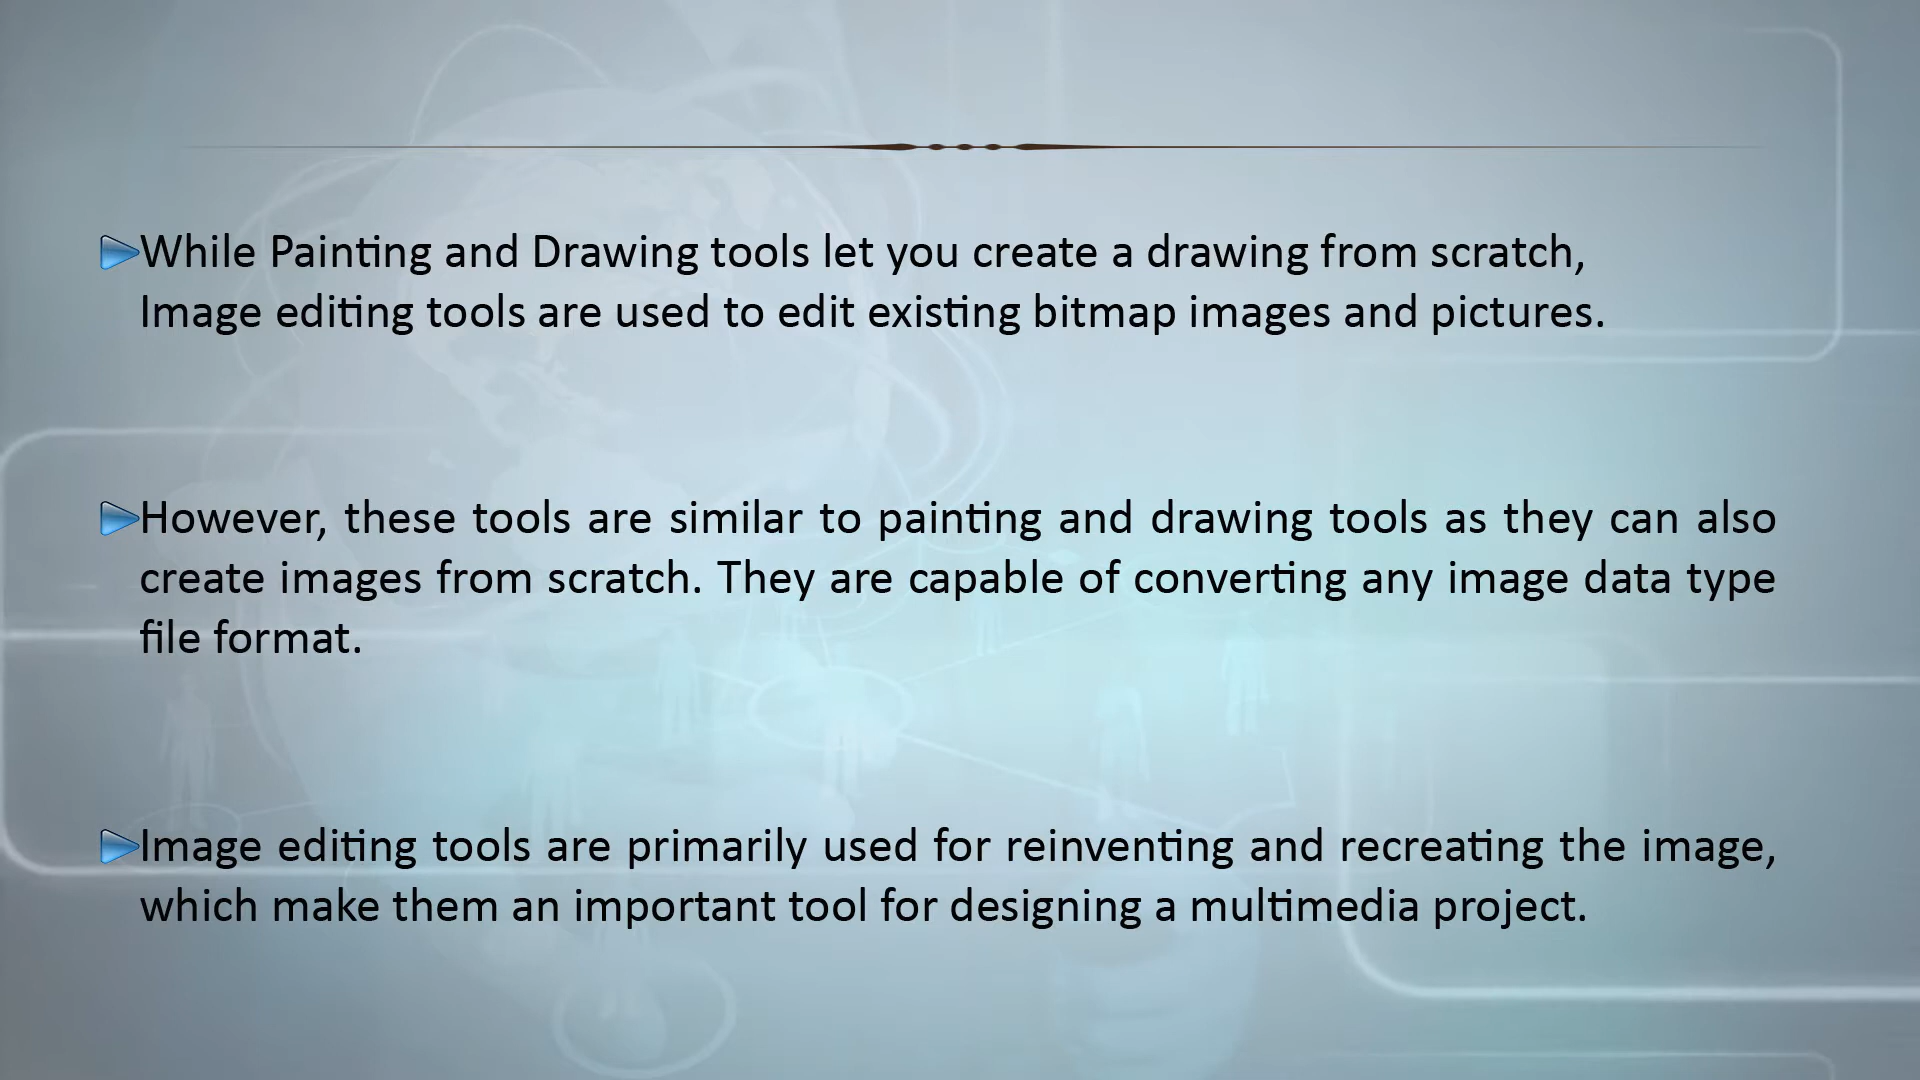 While Painting and Drawing tools let you create a drawing from scratch,
Image editing tools are used to edit existing bitmap images and pictures.
However, these tools are similar to painting and drawing tools as they can also
create images from scratch. They are capable of converting any image data type
file format.
Image editing tools are primarily used for reinventing and recreating the image,
which make them an important tool for designing a multimedia project.